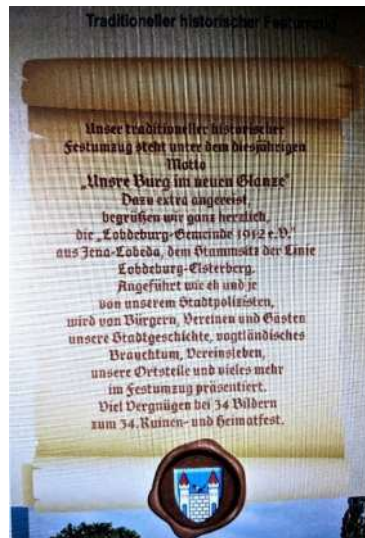 Traditioneller historischer Festumzug
Unser traditioneller historischer
Festumzug steht unter dem diesjährigen
Motto
„Unsre Burg im neuen Glanze“
Dazu extra angereist,
begrüßen wir ganz herzlich,
die „Lobdeburg-Gemeinde 1912 e.V.“
aus Jena-Lobeda, dem Stammsitz der Linie
Lobdeburg-Elsterberg.
Angeführt wie eh und je
von unserem Stadtpolizisten,
wird von Bürgern, Vereinen und Gästen
unsere Stadtgeschichte, vogtländisches
Brauchtum, Vereinsleben,
unsere Ortsteile und vieles mehr
im Festumzug präsentiert.
Viel Vergnügen bei 34 Bildern
zum 34. Ruinen- und Heimatfest.